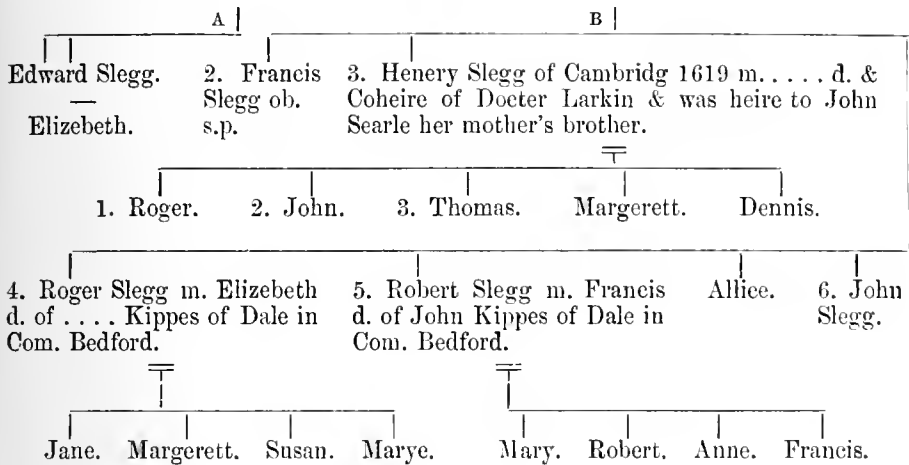 A B
Edward Slegg.
—
Elizebeth.
2. Francis
Slegg ob.
s.p.
3. Henery Slegg of Cambridg 1619 m. . . . . d. &
Coheire of Docter Larkin & was heire to John
Searle her mother's brother.
1. Roger. 2. John. 3. Thomas. Margerett. Dennis.
4. Roger Slegg m. Elizebeth
d. of . . . . Kippes of Dale in
Com. Bedford.
5. Robert Slegg m. Francis
d. of John Kippes of Dale in
Com. Bedford.
Allice.
6. John
Slegg.
Jane. Margerett. Susan. Marye. Mary. Robert. Anne. Francis.